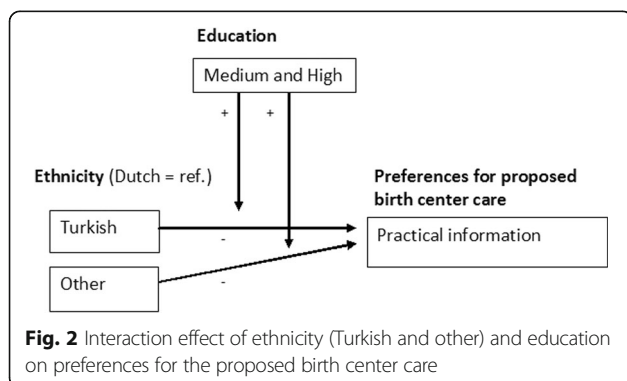 Education
Medium and High
+ +
Ethnicity (Dutch = ref.)
Preferences for proposed
birth center care
Turkish
Practical information
-
Other
-
Fig. 2 Interaction effect of ethnicity (Turkish and other) and education
on preferences for the proposed birth center care